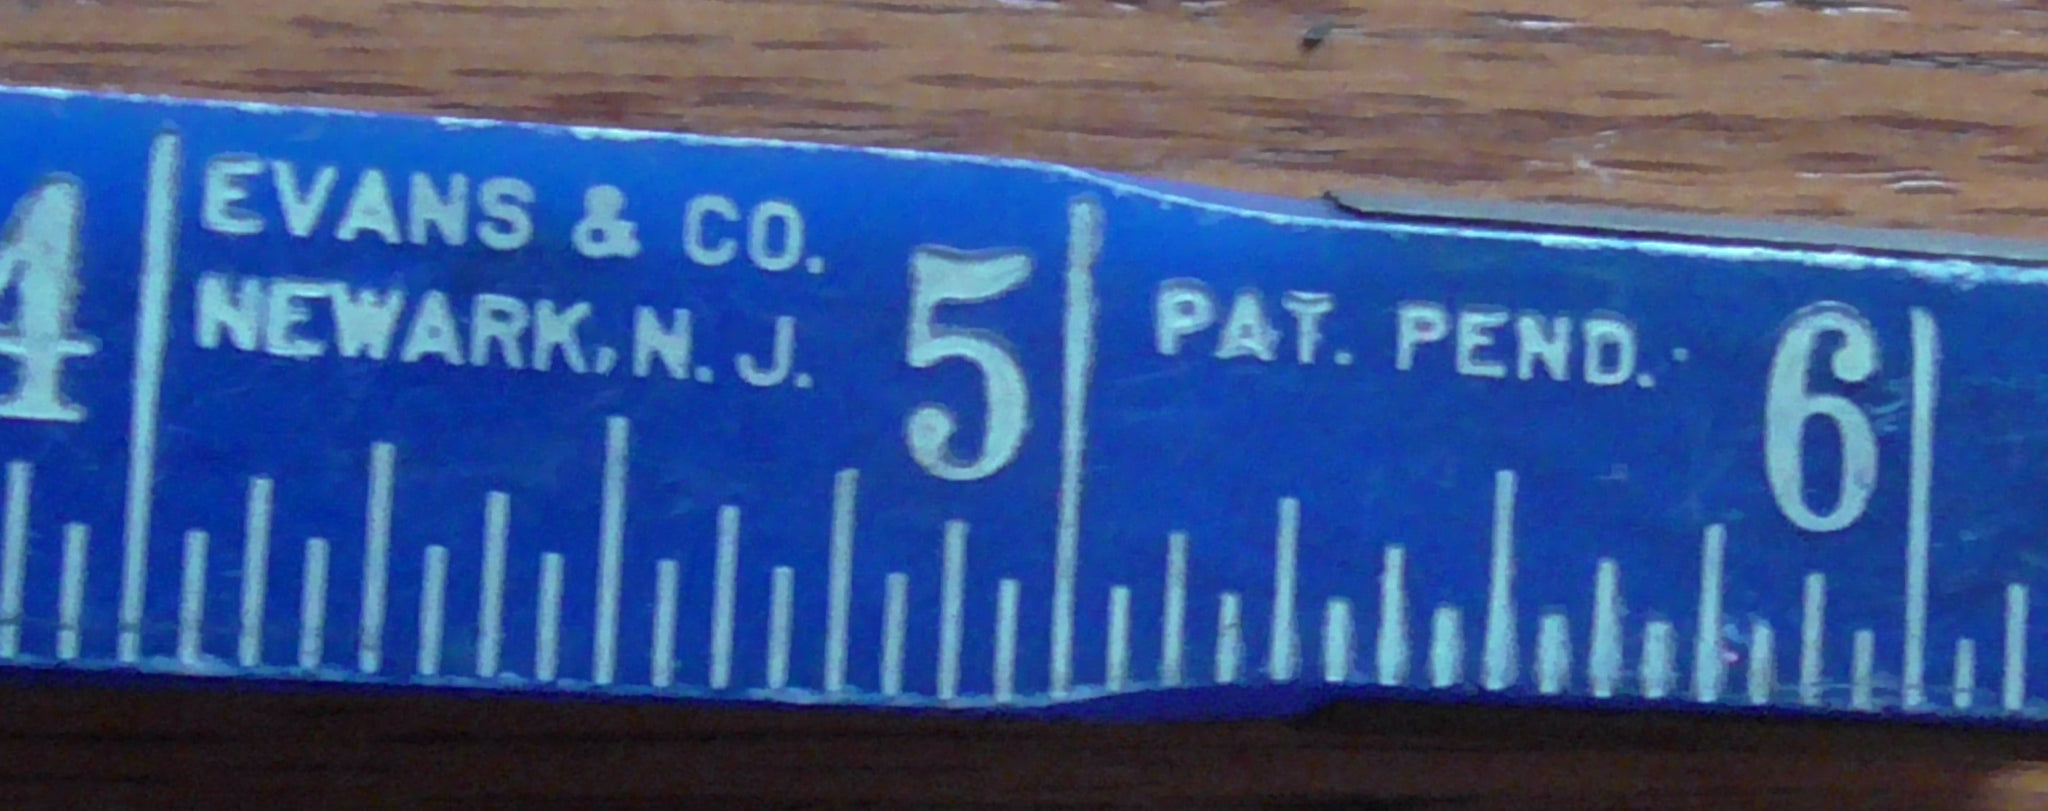 4 EVANS & CO. 5 PAT. PEND. 6
NEWARK, N. J.